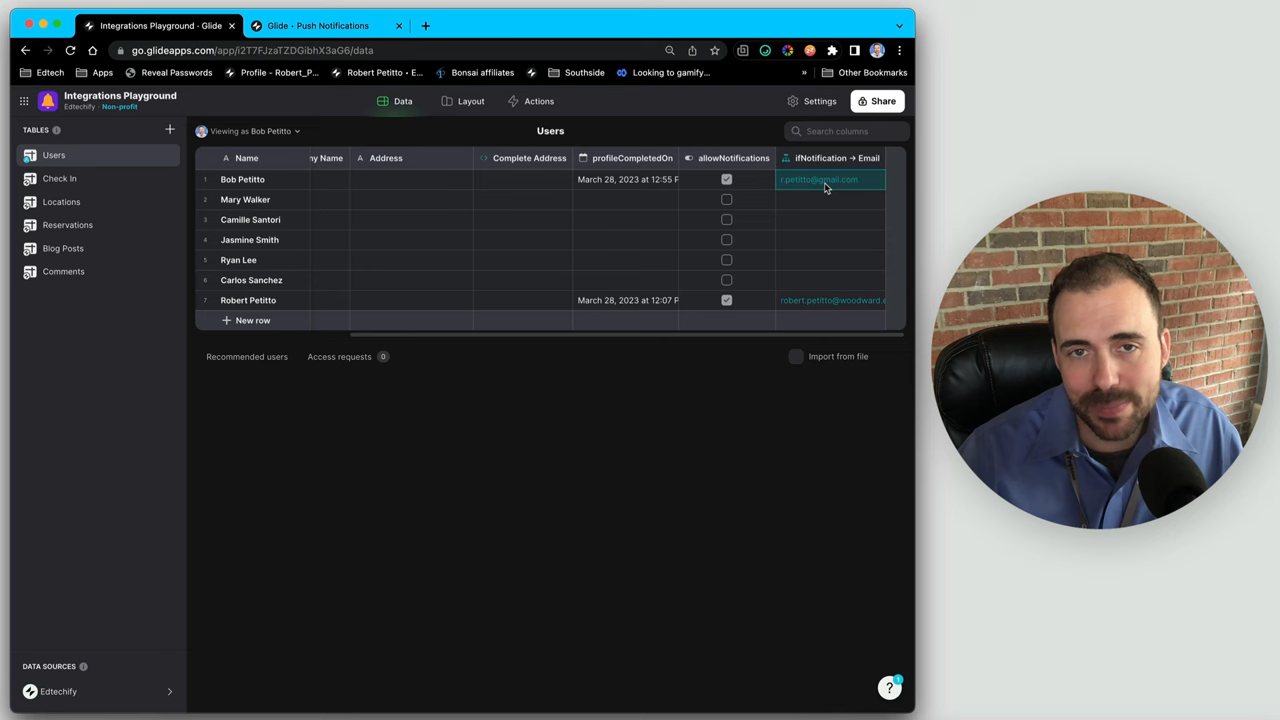 Integrations Playground · Glide
Glide • Push Notifications
go.glideapps.com/app/i2T7FJzaTZDGibhX3aG6/data
Edtech
Apps
Reveal Passwords
Profile - Robert_P...
Robert Petitto • E...
Bonsai affiliates
Southside
Looking to gamify...
»
Other Bookmarks
Integrations Playground
Edtechify · Non-profit
Data
Layout
Actions
Settings
Share
TABLES
Users
Check In
Locations
Reservations
Blog Posts
Comments
Viewing as Bob Petitto
Users
Search columns
Name
ny Name
Address
Complete Address
profileCompletedOn
allowNotifications
ifNotification → Email
1 Bob Petitto March 28, 2023 at 12:55 P r.petitto@gmail.com
2 Mary Walker
3 Camille Santori
4 Jasmine Smith
5 Ryan Lee
6 Carlos Sanchez
7 Robert Petitto March 28, 2023 at 12:07 P robert.petitto@woodward.e
New row
Recommended users
Access requests 0
Import from file
DATA SOURCES
Edtechify
? 1